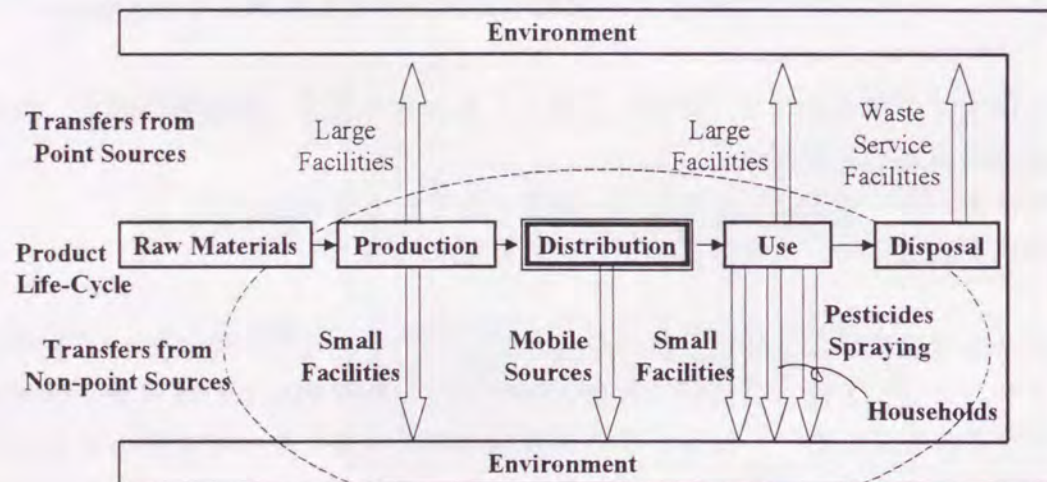 Environment
Transfers from
Point Sources
Large
Facilities
Large
Facilities
Waste
Service
Facilities
Product
Life-Cycle
Raw Materials
Production
Distribution
Use
Disposal
Transfers from
Non-point Sources
Small
Facilities
Mobile
Sources
Small
Facilities
Pesticides
Spraying
Households
Environment